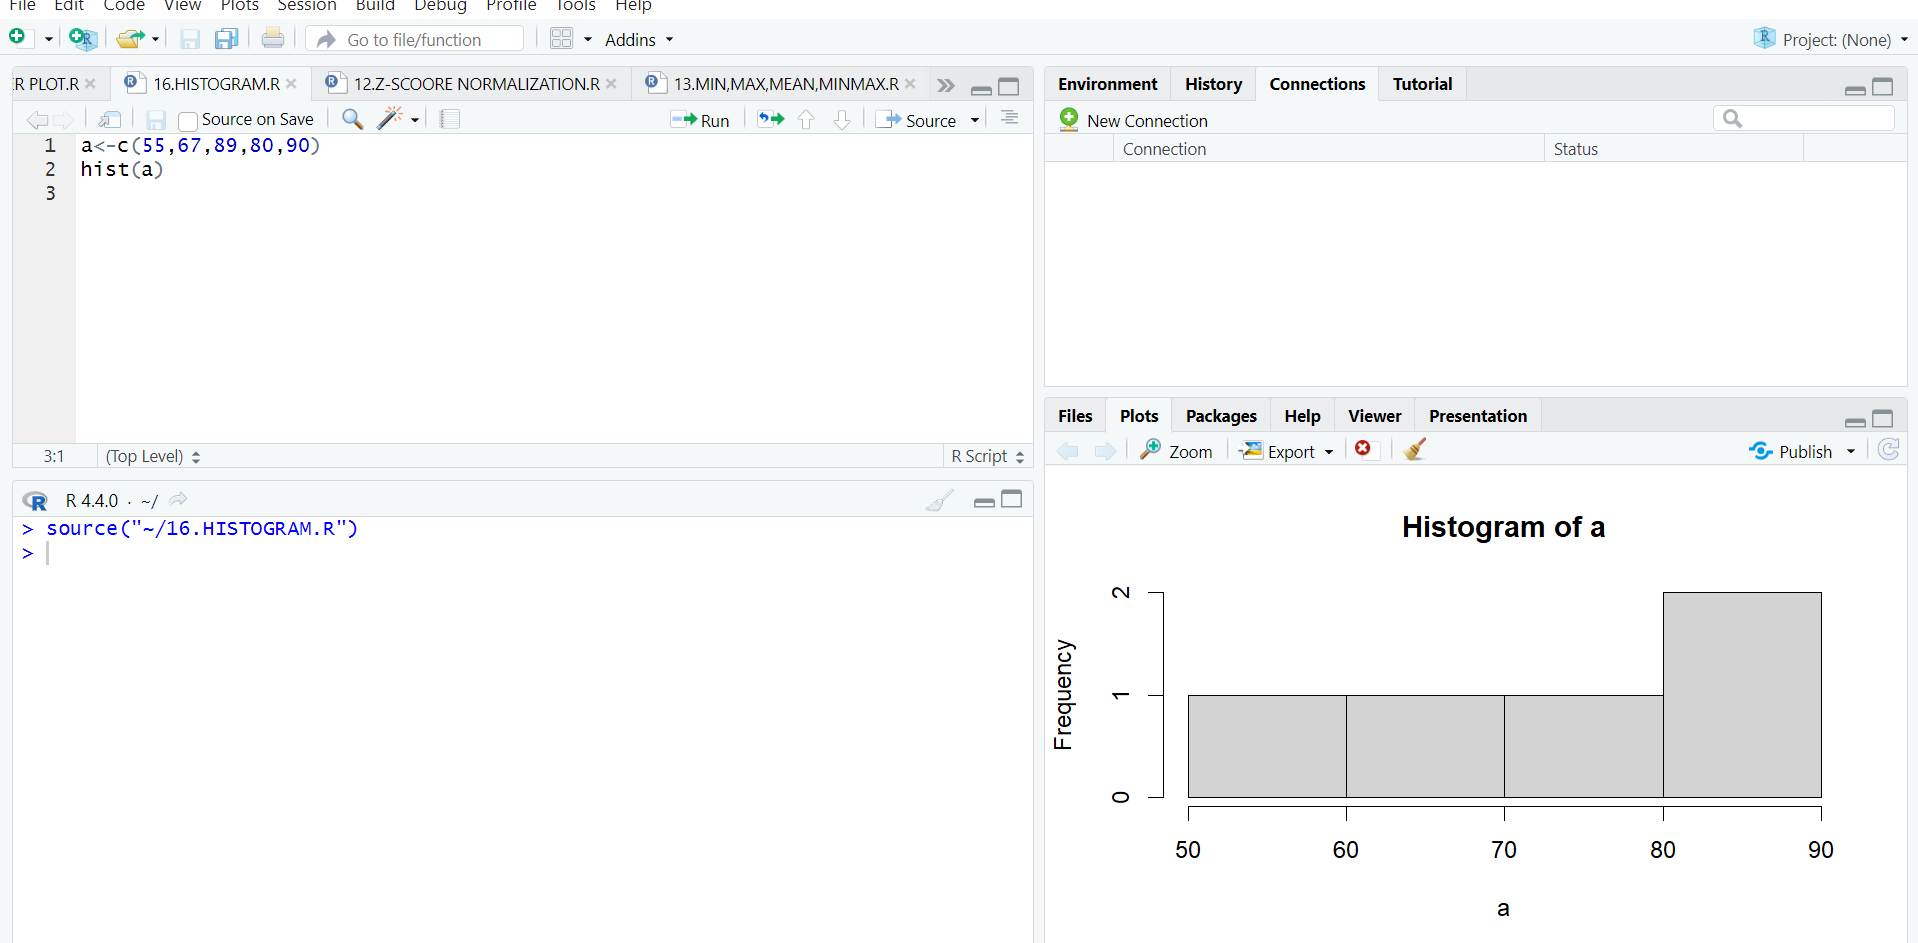 File Edit Code View Plots Session Build Debug Profile Tools Help
Go to file/function Addins Project: (None)
R PLOT.R 16.HISTOGRAM.R 12.Z-SCOORE NORMALIZATION.R 13.MIN,MAX,MEAN,MINMAX.R
Source on Save Run Source
1 a<-c(55,67,89,80,90)
2 hist(a)
3
3:1 (Top Level) R Script
R 4.4.0 · ~/
> source("~/16.HISTOGRAM.R")
>
Environment History Connections Tutorial
New Connection
Connection Status
Files Plots Packages Help Viewer Presentation
Zoom Export Publish
Histogram of a
Frequency
2
1
0
50 60 70 80 90
a